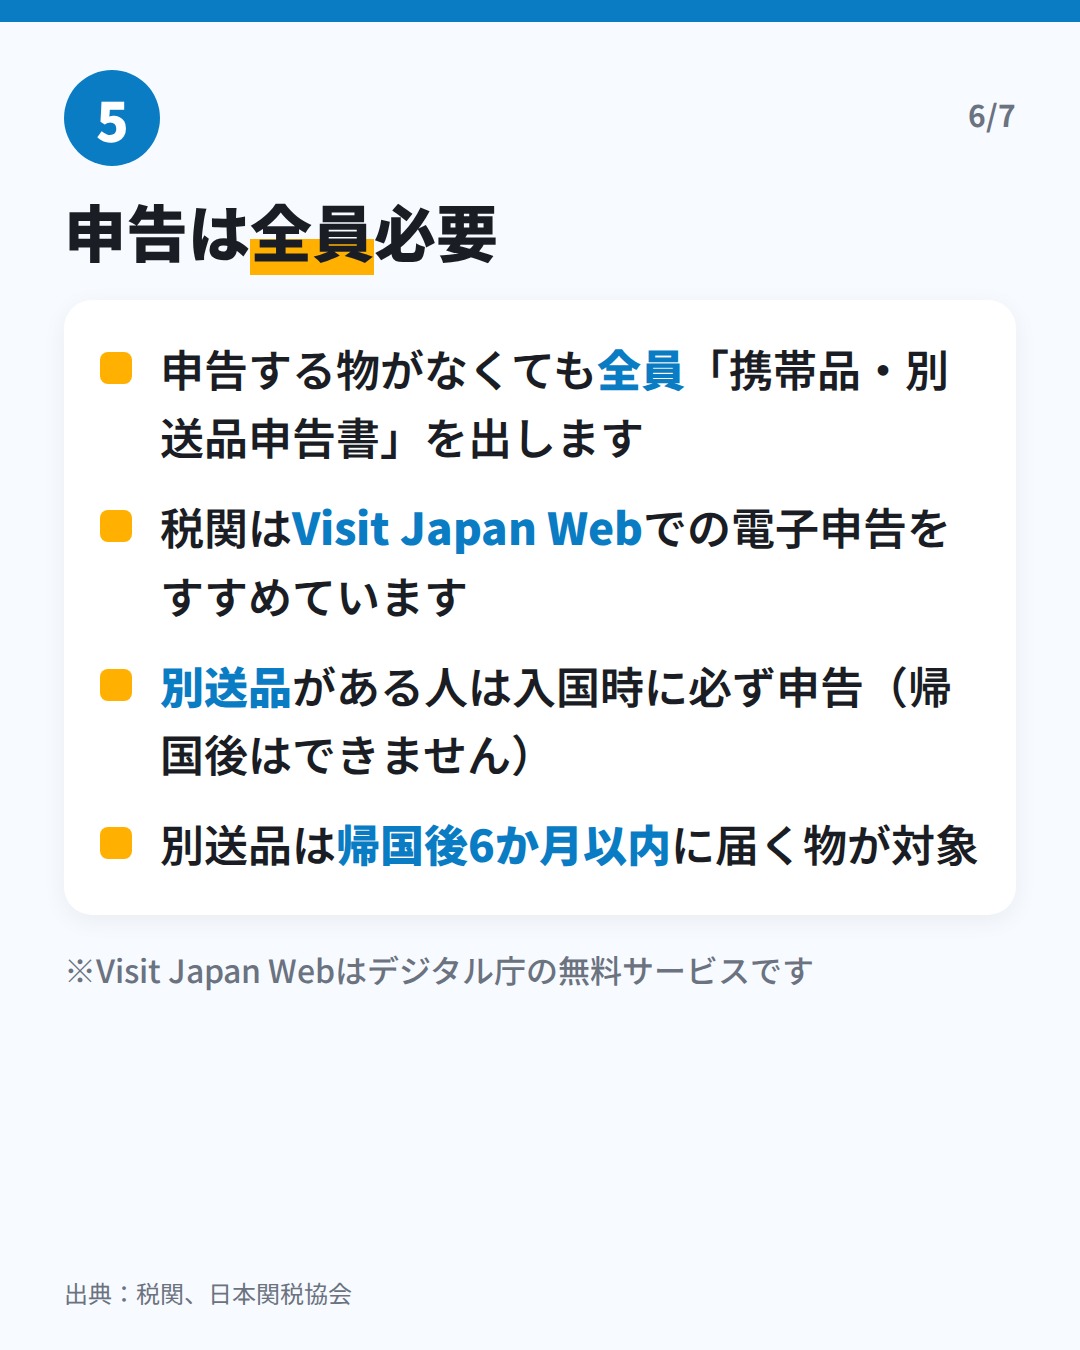 5
6/7
申告は全員必要
申告する物がなくても全員「携帯品・別
送品申告書」を出します
税関はVisit Japan Webでの電子申告を
すすめています
別送品がある人は入国時に必ず申告（帰
国後はできません）
別送品は帰国後6か月以内に届く物が対象
※Visit Japan Webはデジタル庁の無料サービスです
出典：税関、日本関税協会